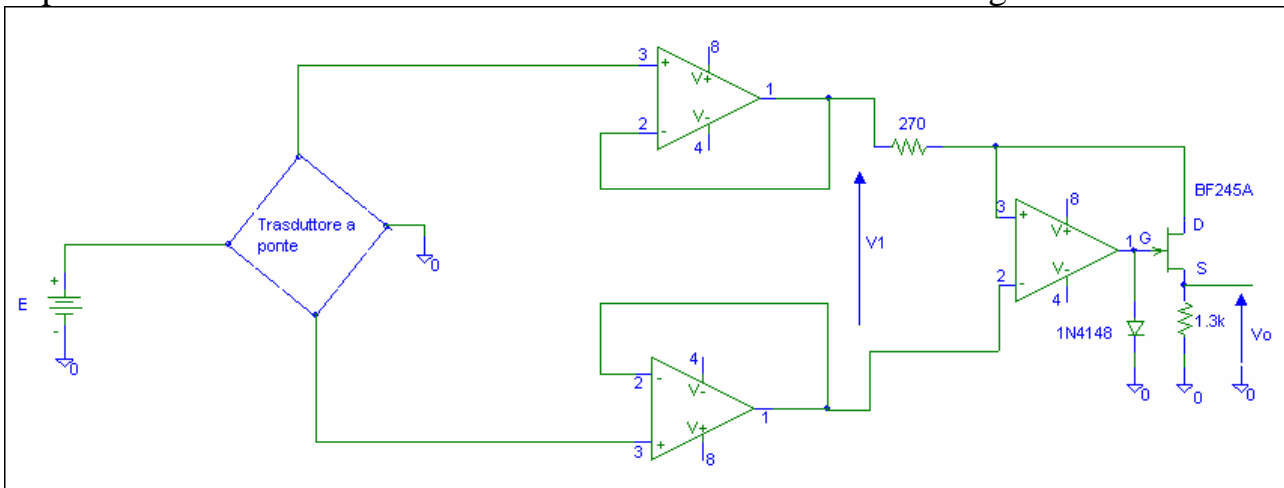 3
+
8
V+
1
2
-
V-
4
270
BF245A
Trasduttore a
ponte
0
V1
3
+
8
V+
1
G
D
S
2
-
V-
4
E
+
-
0
1N4148
1.3k
Vo
0
0
0
2
-
4
V-
1
V+
3
+
8